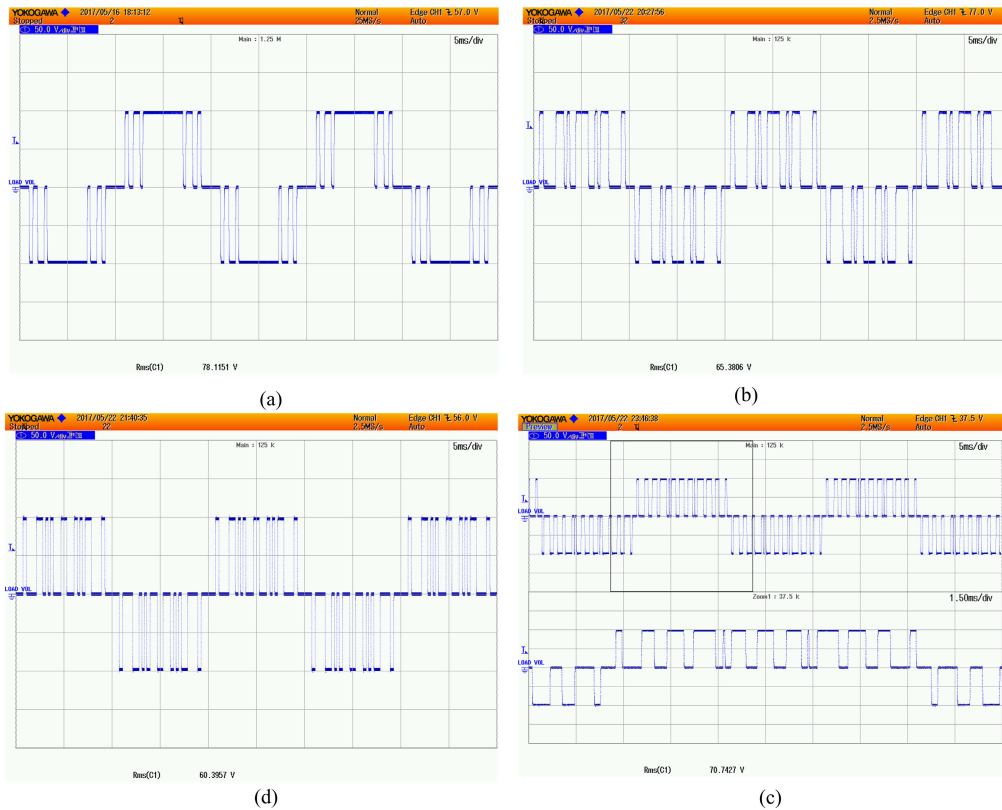 YOKOGAWA ◆ 2017/05/16 18:13:12 Normal Edge CH1 57.0 V
Stopped 2 25MS/s Auto
50.0 V/div
Main : 1.25 M 5ms/div
LOAD VOL
Rms(C1) 78.1151 V
(a)
YOKOGAWA ◆ 2017/05/22 20:27:56 Normal Edge CH1 77.0 V
Stopped 32 2.5MS/s Auto
50.0 V/div
Main : 125 k 5ms/div
LOAD VOL
Rms(C1) 65.3806 V
(b)
YOKOGAWA ◆ 2017/05/22 21:40:35 Normal Edge CH1 56.0 V
Stopped 22 2.5MS/s Auto
50.0 V/div
Main : 125 k 5ms/div
LOAD VOL
Rms(C1) 60.3957 V
(d)
YOKOGAWA ◆ 2017/05/22 23:46:38 Normal Edge CH1 37.5 V
Preview 2 2.5MS/s Auto
50.0 V/div
Main : 125 k 5ms/div
LOAD VOL
Zoom1 : 37.5 k 1.50ms/div
LOAD VOL
Rms(C1) 70.7427 V
(c)